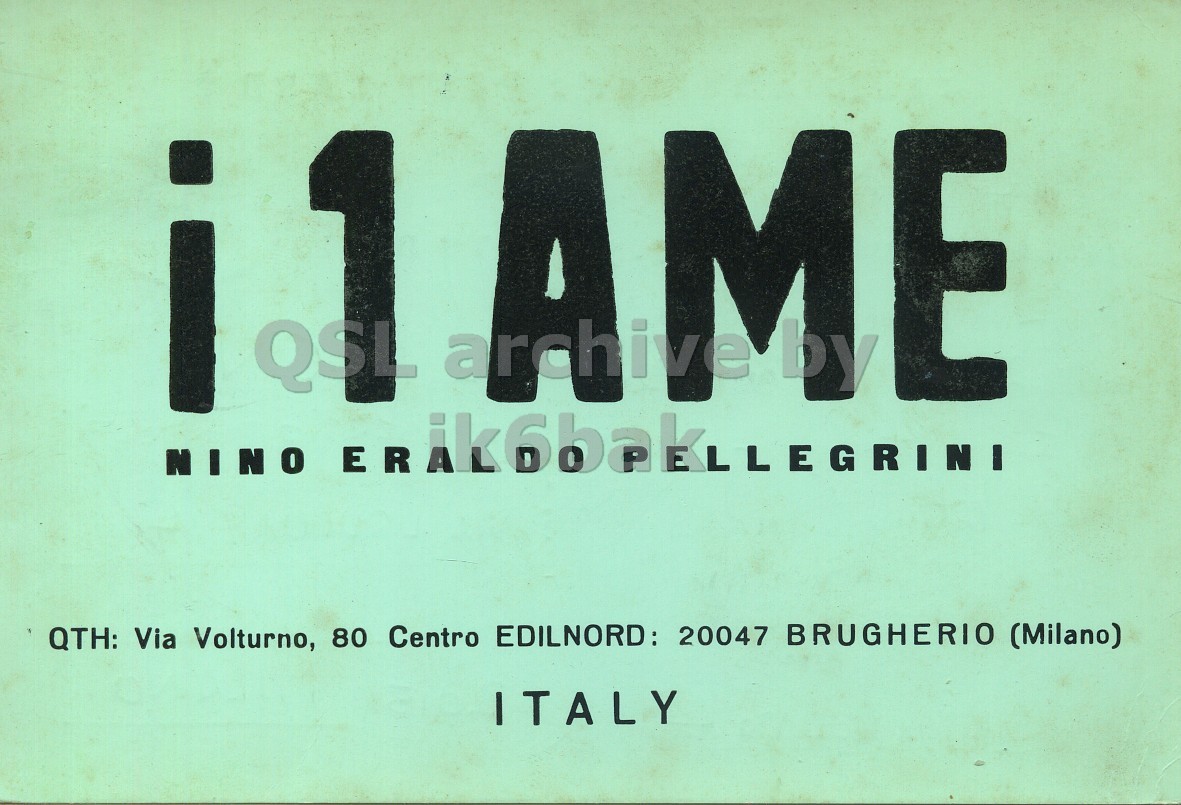 i1AME
QSL archive by
ik6bak
NINO ERALDO PELLEGRINI
QTH: Via Volturno, 80 Centro EDILNORD: 20047 BRUGHERIO (Milano)
ITALY